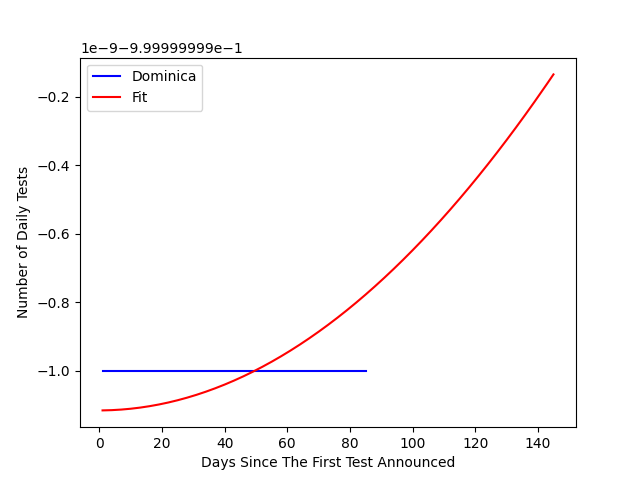 1e−9−9.99999999e−1
Dominica
Fit
−0.2
−0.4
−0.6
−0.8
−1.0
Number of Daily Tests
0 20 40 60 80 100 120 140
Days Since The First Test Announced